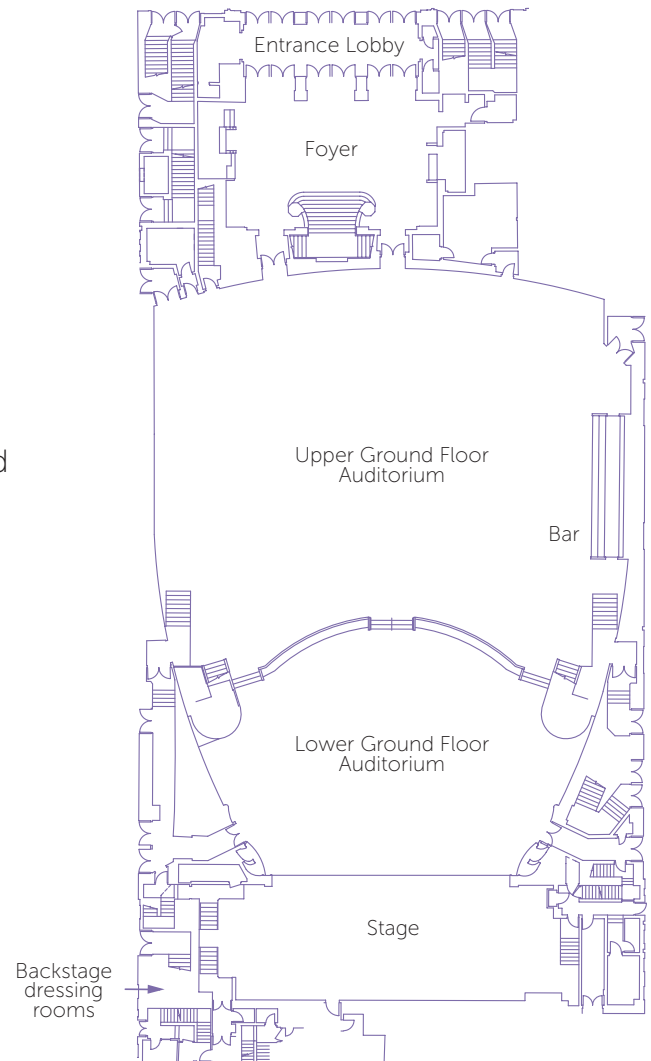 Entrance Lobby
Foyer
d
Upper Ground Floor
Auditorium
Bar
Lower Ground Floor
Auditorium
Stage
Backstage
dressing
rooms